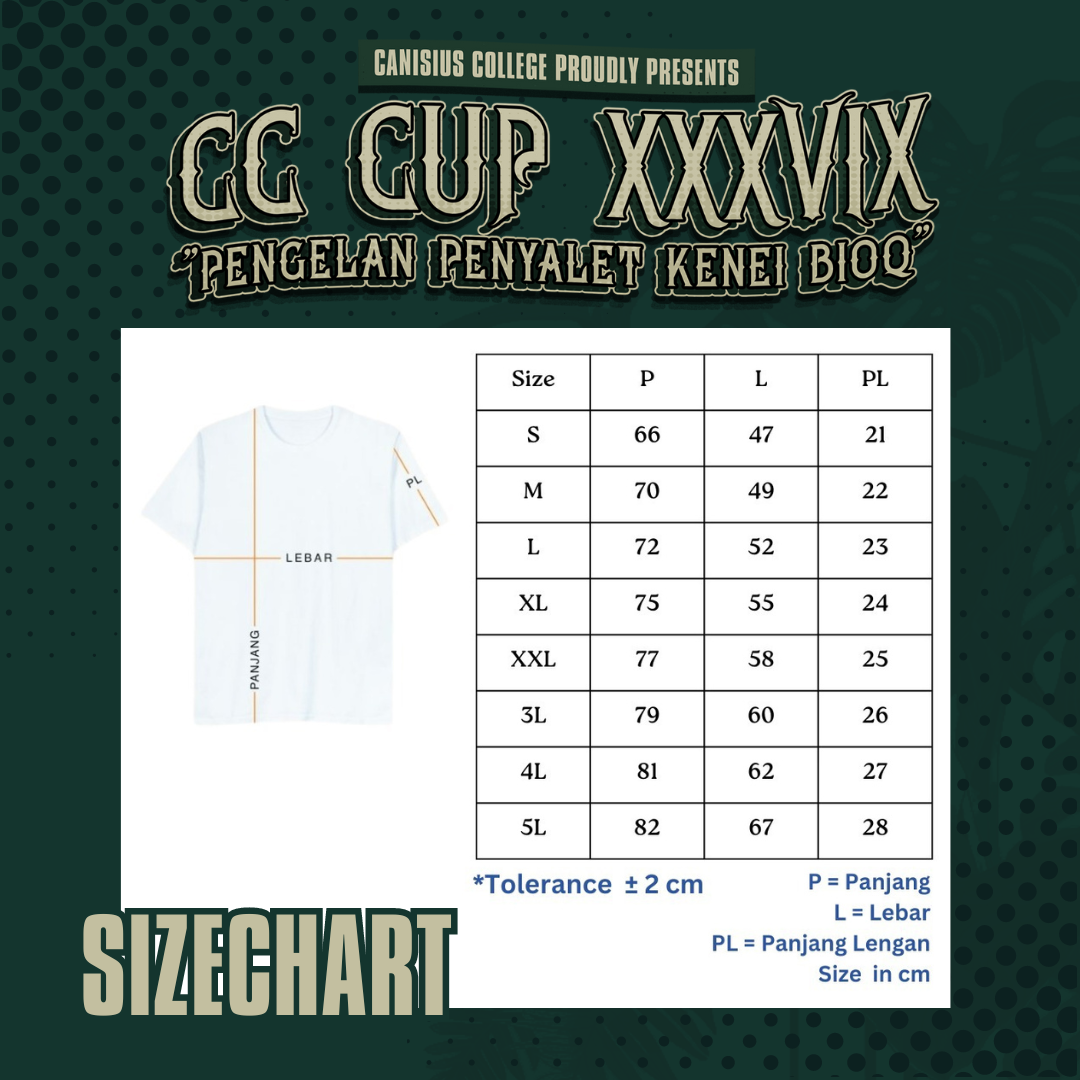 CANISIUS COLLEGE PROUDLY PRESENTS
CC CUP XXXVIX
"PENGELAN PENYALET KENEI BIOQ"
PL
LEBAR
PANJANG
Size P L PL
S 66 47 21
M 70 49 22
L 72 52 23
XL 75 55 24
XXL 77 58 25
3L 79 60 26
4L 81 62 27
5L 82 67 28
*Tolerance ± 2 cm
P = Panjang
L = Lebar
PL = Panjang Lengan
Size in cm
SIZECHART